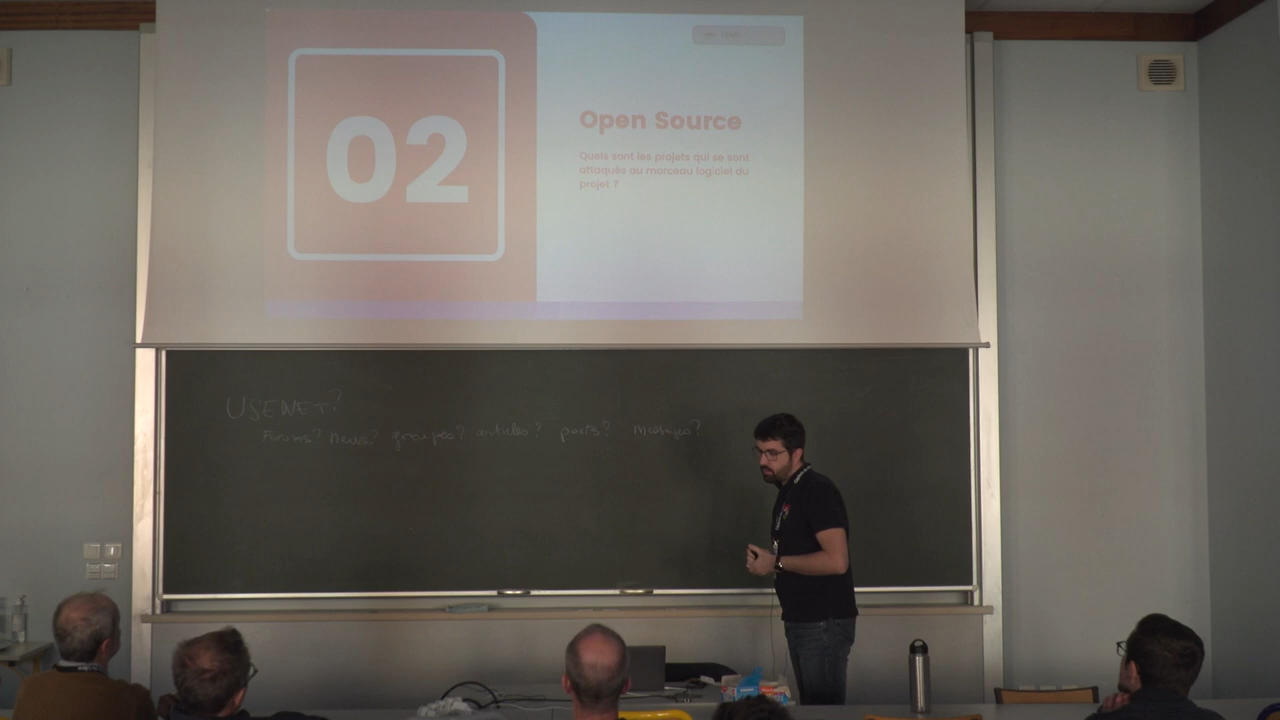 02
Open Source
Quels sont les projets qui se sont
attaqués au morceau logiciel du
projet ?
USENET?
Forums? News? groupes? articles? posts? messages?